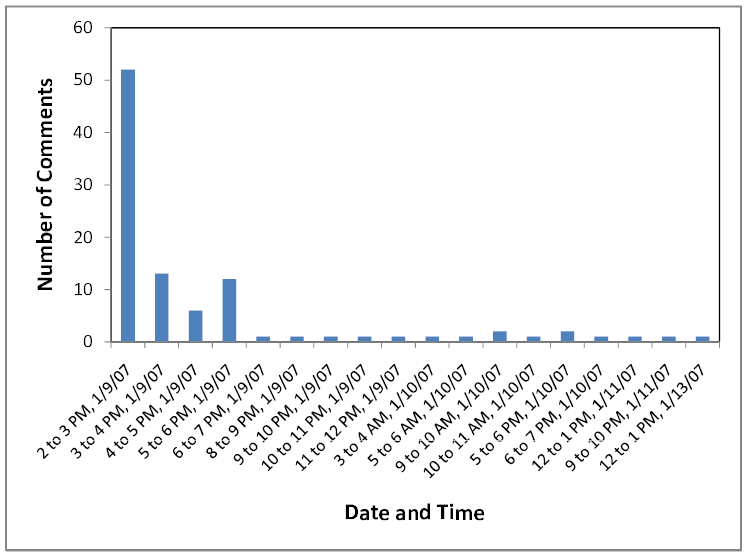 60
50
40
30
20
10
0
Number of Comments
2 to 3 PM, 1/9/07
3 to 4 PM, 1/9/07
4 to 5 PM, 1/9/07
5 to 6 PM, 1/9/07
6 to 7 PM, 1/9/07
8 to 9 PM, 1/9/07
9 to 10 PM, 1/9/07
10 to 11 PM, 1/9/07
11 to 12 PM, 1/9/07
3 to 4 AM, 1/10/07
5 to 6 AM, 1/10/07
9 to 10 AM, 1/10/07
10 to 11 AM, 1/10/07
5 to 6 PM, 1/10/07
6 to 7 PM, 1/10/07
12 to 1 PM, 1/11/07
9 to 10 PM, 1/11/07
12 to 1 PM, 1/13/07
Date and Time